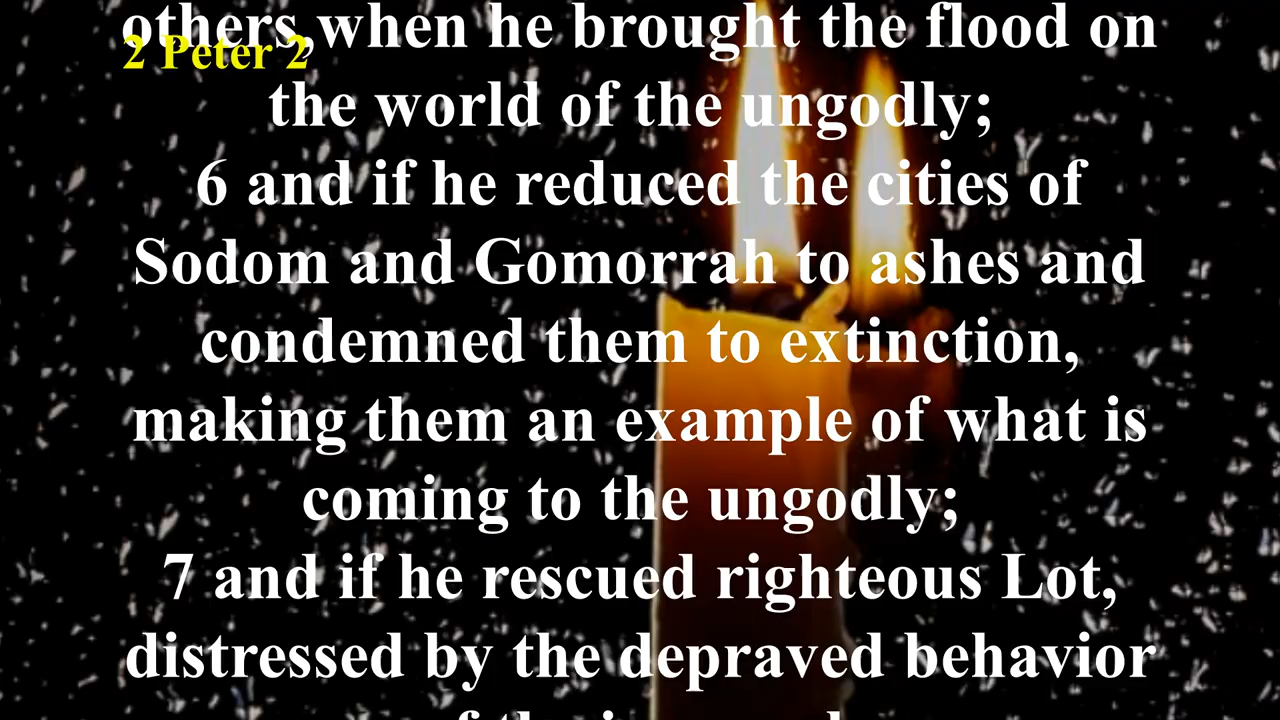 others,when he brought the flood on
2 Peter 2
the world of the ungodly;
6 and if he reduced the cities of
Sodom and Gomorrah to ashes and
condemned them to extinction,
making them an example of what is
coming to the ungodly;
7 and if he rescued righteous Lot,
distressed by the depraved behavior